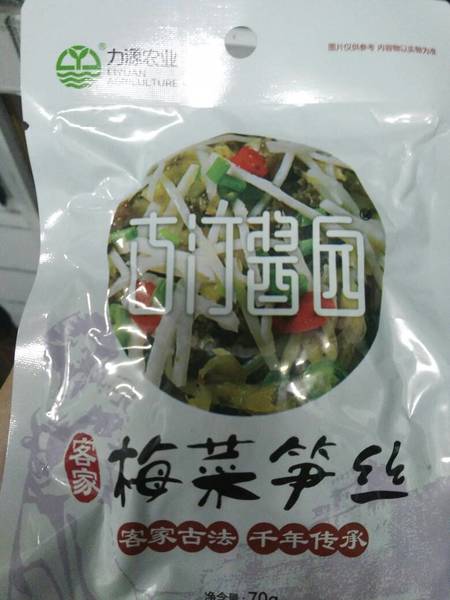 力源农业®
LIYUAN
AGRICULTURE
图片仅供参考 内容物以实物为准
古汀酱园®
客家
梅菜笋丝
客家古法 千年传承
净含量:70g